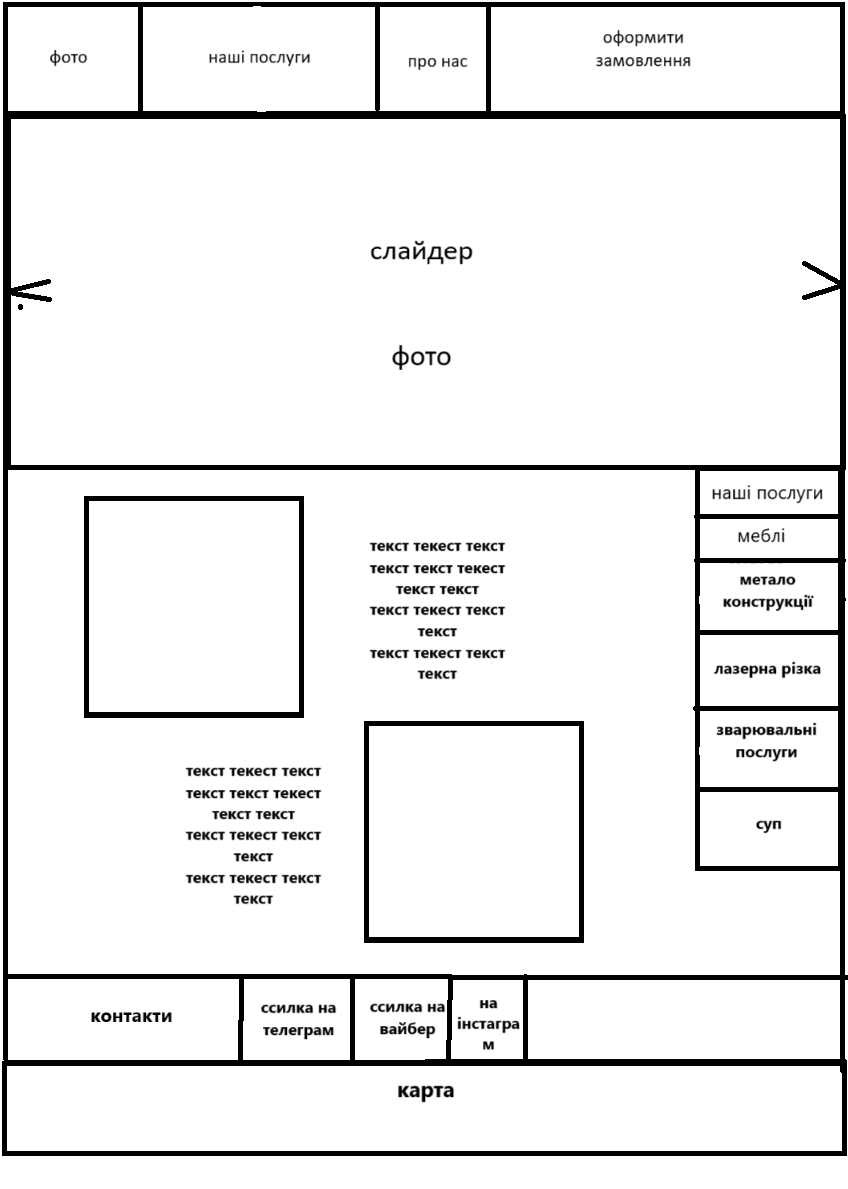 фото
наші послуги
про нас
оформити
замовлення
слайдер
фото
текст текест текст
текст текст текест
текст текст
текст текест текст
текст
текст текест текст
текст
текст текест текст
текст текст текест
текст текст
текст текест текст
текст
текст текест текст
текст
наші послуги
меблі
метало
конструкції
лазерна різка
зварювальні
послуги
суп
контакти
ссилка на
телеграм
ссилка на
вайбер
на
інстагра
м
карта